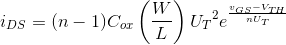 i_{DS} = (n-1)C_{ox}\left(\frac{W}{L}\right){U_T}^2 e^{\frac{v_{GS}-V_{TH}}{nU_T}}